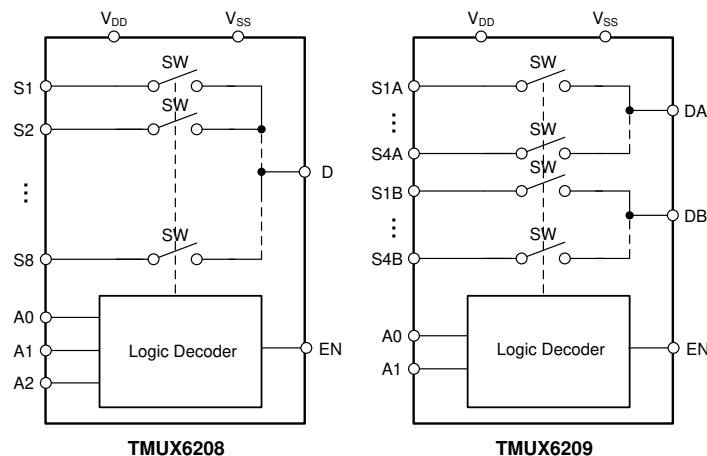 VDD VSS
SW
S1
SW
S2
...
D
SW
S8
A0
A1
A2
Logic Decoder
EN
TMUX6208
VDD VSS
SW
S1A
...
DA
SW
S4A
SW
S1B
...
DB
SW
S4B
A0
A1
Logic Decoder
EN
TMUX6209